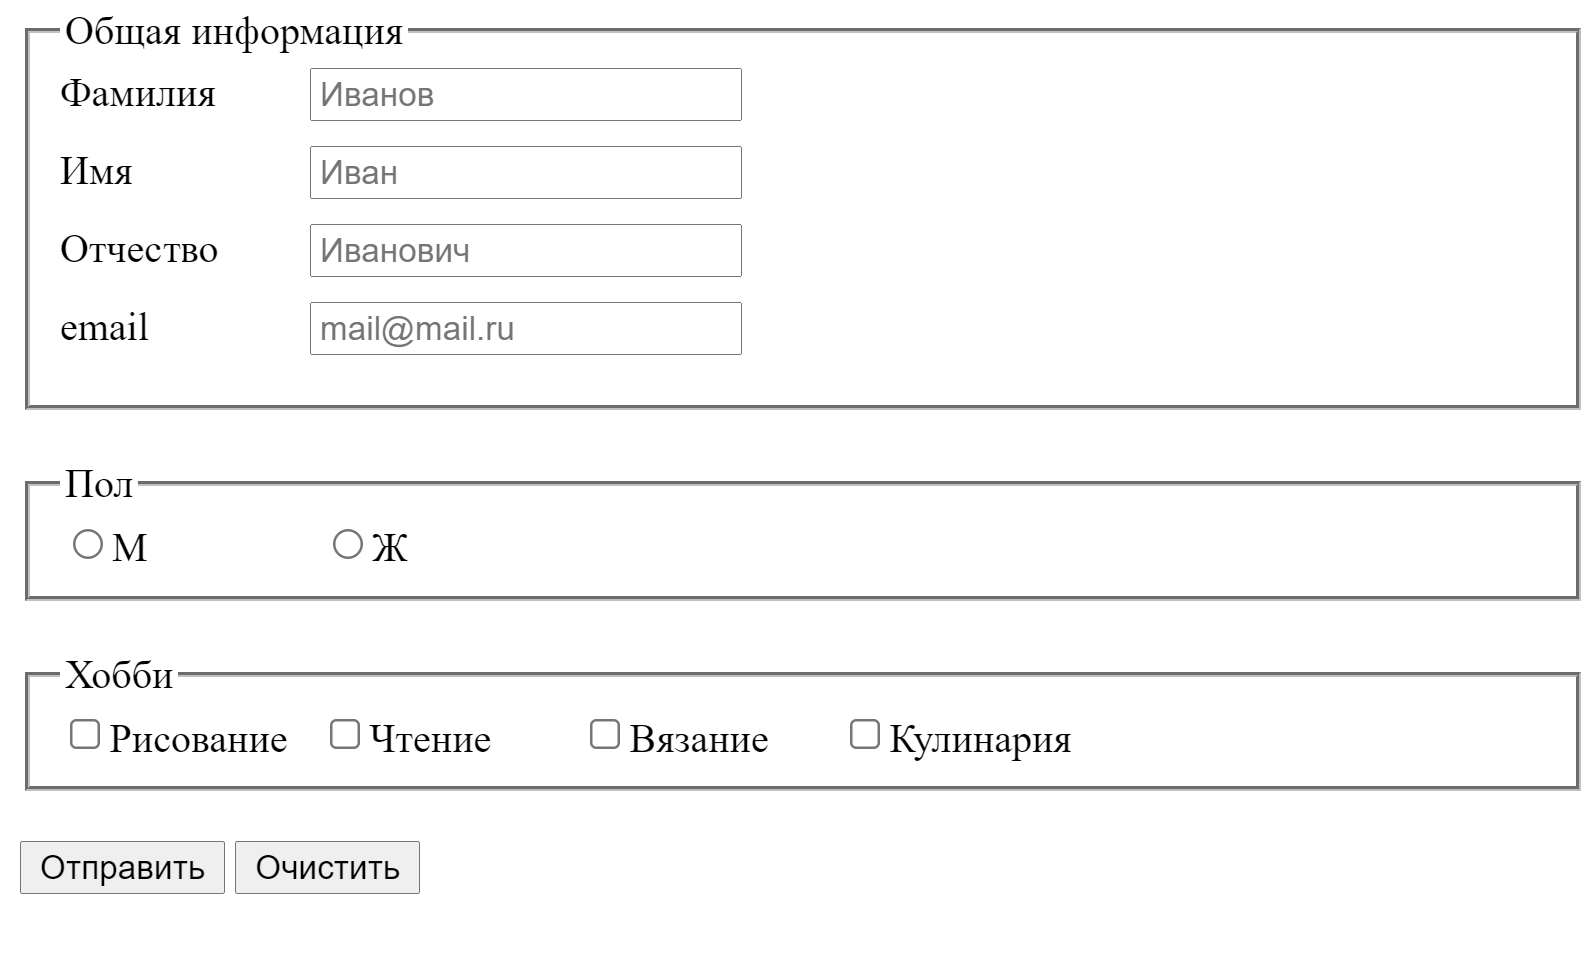 Общая информация
Фамилия Иванов
Имя Иван
Отчество Иванович
email mail@mail.ru
Пол
М Ж
Хобби
Рисование Чтение Вязание Кулинария
Отправить Очистить